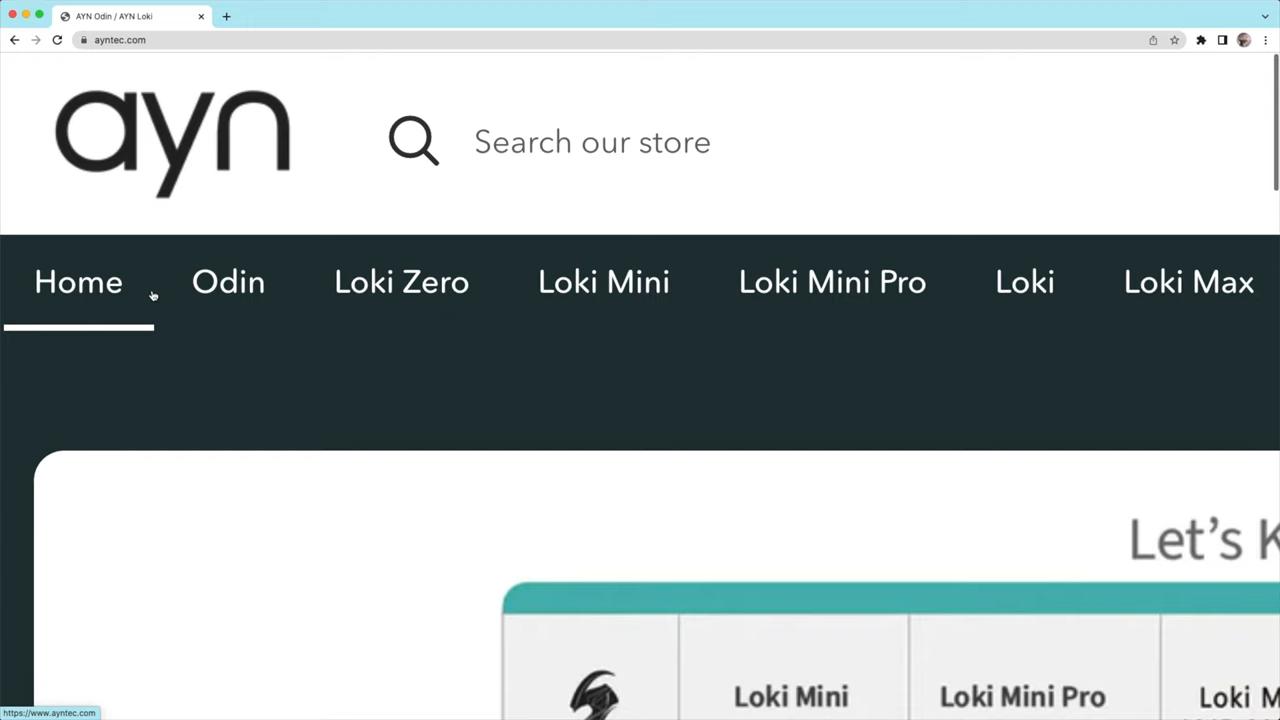 AYN Odin / AYN Loki
ayntec.com
ayn
Search our store
Home Odin Loki Zero Loki Mini Loki Mini Pro Loki Loki Max
Let's K
Loki Mini Loki Mini Pro Loki M
https://www.ayntec.com